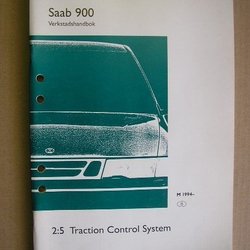 Saab 900
Verkstadshandbok
M 1994–
S
2:5 Traction Control System